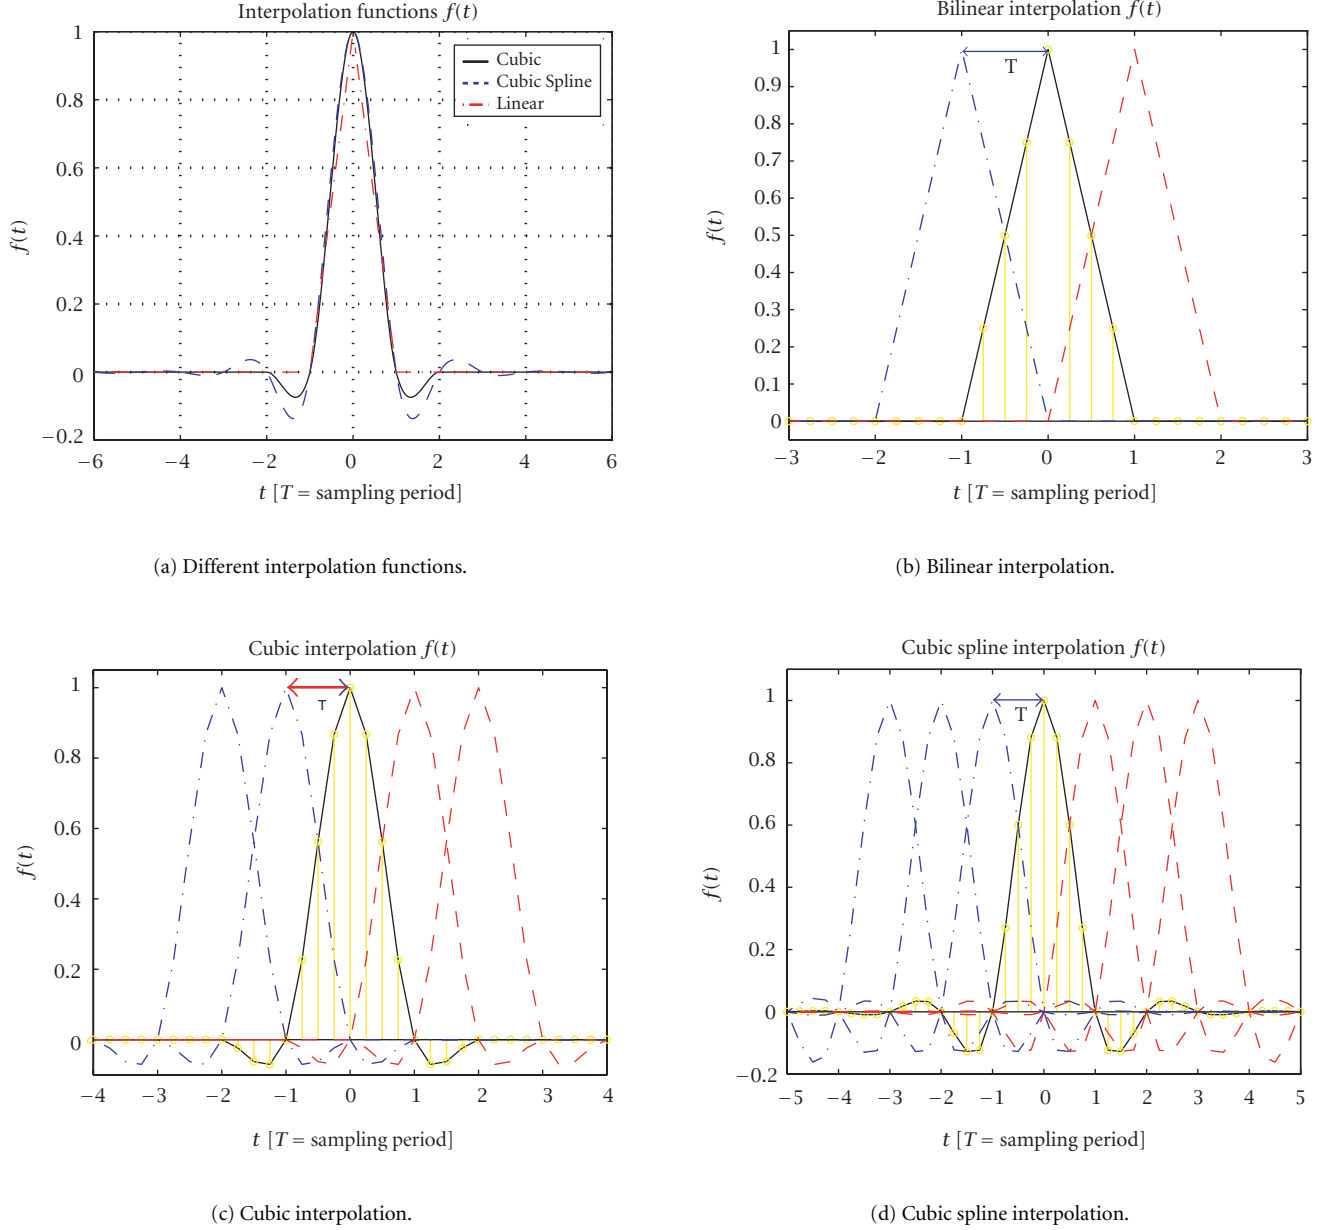 Interpolation functions f(t)
1
0.8
0.6
0.4
0.2
0
−0.2
f(t)
Cubic
Cubic Spline
Linear
−6 −4 −2 0 2 4 6
t [T = sampling period]
(a) Different interpolation functions.
Bilinear interpolation f(t)
1
0.9
0.8
0.7
0.6
0.5
0.4
0.3
0.2
0.1
0
f(t)
T
−3 −2 −1 0 1 2 3
t [T = sampling period]
(b) Bilinear interpolation.
Cubic interpolation f(t)
1
0.8
0.6
0.4
0.2
0
f(t)
T
−4 −3 −2 −1 0 1 2 3 4
t [T = sampling period]
(c) Cubic interpolation.
Cubic spline interpolation f(t)
1
0.8
0.6
0.4
0.2
0
−0.2
f(t)
T
−5 −4 −3 −2 −1 0 1 2 3 4 5
t [T = sampling period]
(d) Cubic spline interpolation.